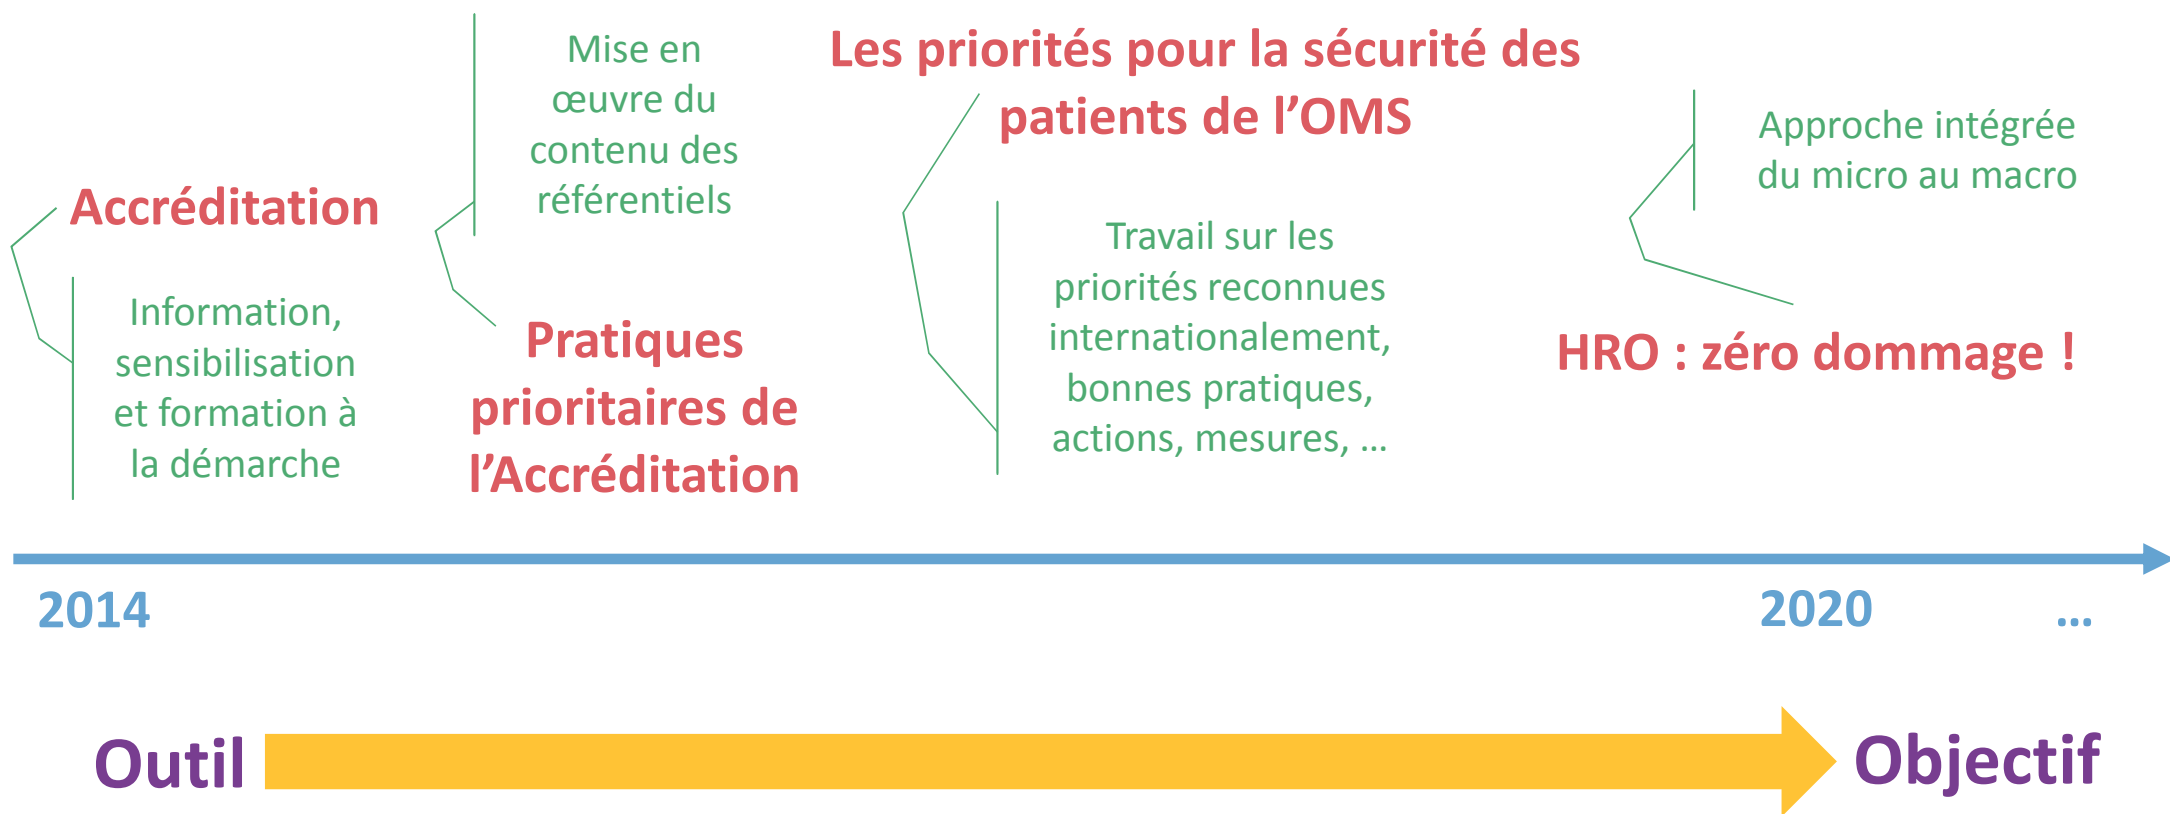 Accréditation
Information,
sensibilisation
et formation à
la démarche
Mise en
œuvre du
contenu des
référentiels
Pratiques
prioritaires de
l’Accréditation
Les priorités pour la sécurité des
patients de l’OMS
Travail sur les
priorités reconnues
internationalement,
bonnes pratiques,
actions, mesures, …
Approche intégrée
du micro au macro
HRO : zéro dommage !
2014
2020
…
Outil
Objectif